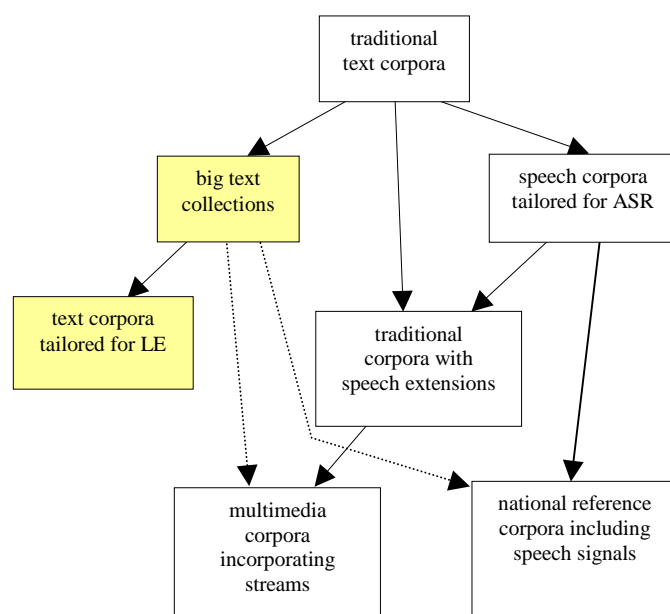 traditional
text corpora
big text
collections
speech corpora
tailored for ASR
text corpora
tailored for LE
traditional
corpora with
speech extensions
multimedia
corpora
incorporating
streams
national reference
corpora including
speech signals